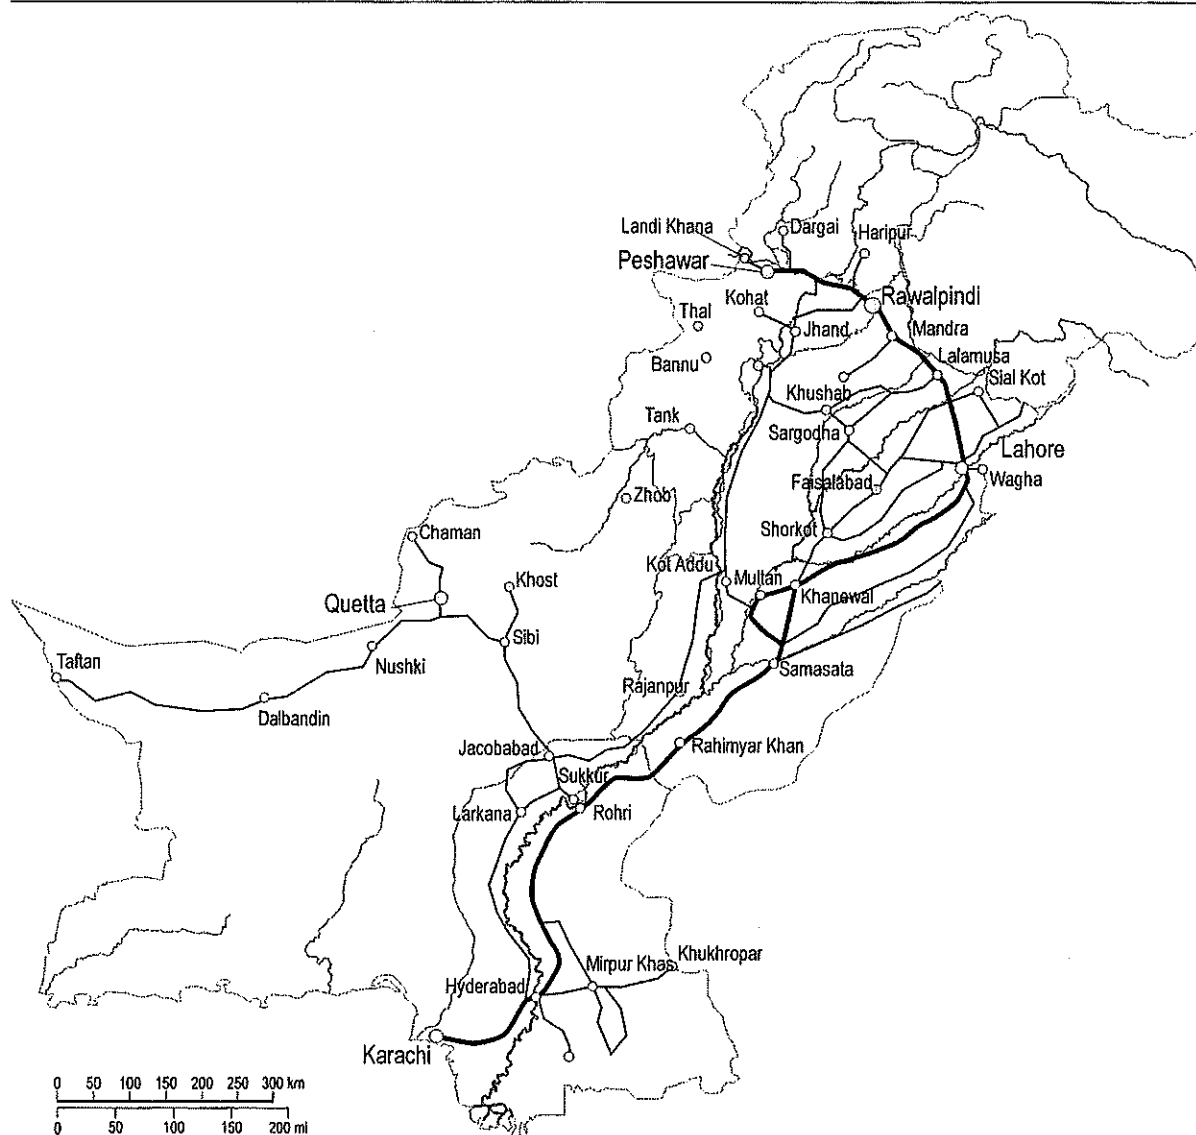 Landi Khana
Dargai
Haripur
Peshawar
Kohat
Rawalpindi
Thal
Jhand
Mandra
Bannu
Lalamusa
Sial Kot
Khushab
Tank
Sargodha
Lahore
Wagha
Faisalabad
Zhob
Chaman
Shorkot
Kot Addu
Multan
Khost
Khanewal
Quetta
Sibi
Taftan
Nushki
Samasata
Rajanpur
Dalbandin
Jacobabad
Rahimyar Khan
Sukkur
Larkana
Rohri
Khukhropar
Mirpur Khas
Hyderabad
Karachi
0 50 100 150 200 250 300 km
0 50 100 150 200 mi